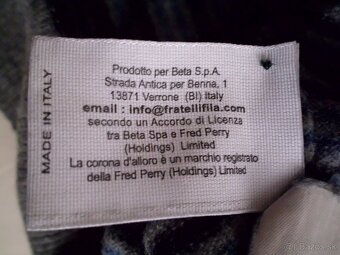 MADE IN ITALY
Prodotto per Beta S.p.A.
Strada Antica per Benna, 1
13871 Verrone (BI) Italy
email : info@fratellifila.com
secondo un Accordo di Licenza
tra Beta Spa e Fred Perry
(Holdings) Limited
La corona d'alloro è un marchio registrato
della Fred Perry (Holdings) Limited